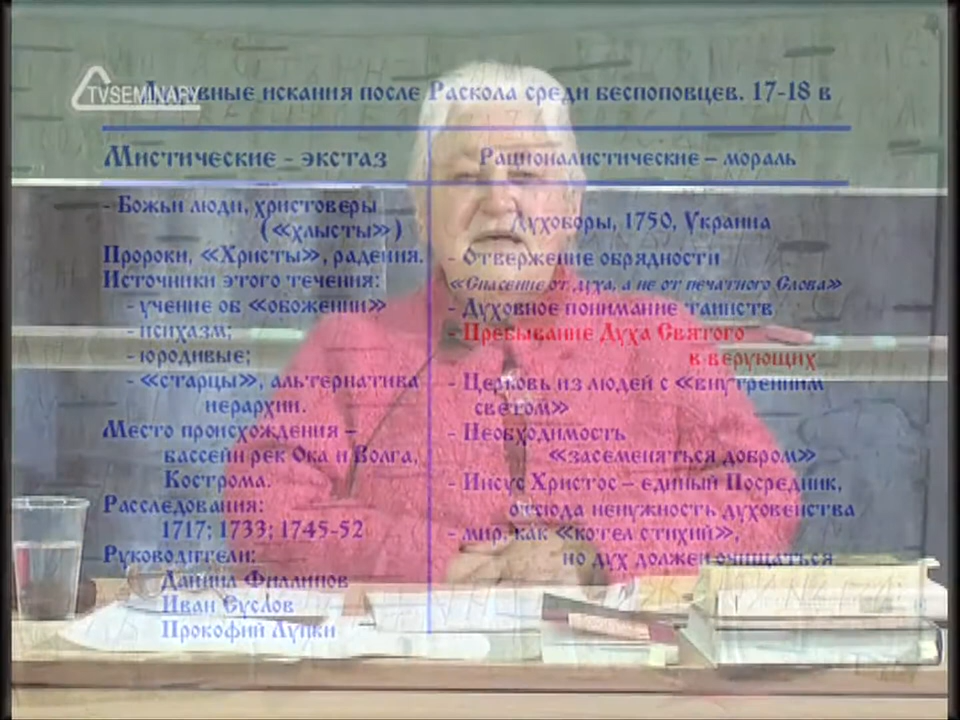 TVSEMINARY
Духовные искания после Раскола среди беспоповцев. 17-18 в
Мистические - экстаз
- Божьи люди, христоверы
(«хлысты»)
Пророки, «Христы», радения.
Источники этого течения:
- учение об «обожении»
- исихазм;
- юродивые;
- «старцы», альтернатива
иерархии.
Место происхождения –
бассейн рек Ока и Волга,
Кострома.
Расследования:
1717; 1733; 1745-52
Руководители:
Данила Филлипов
Иван Суслов
Прокофий Лупки
Рационалистические – мораль
Духоборы, 1750, Украина
- Отвержение обрядности
«Спасение от духа, а не от печатного Слова»
- Духовное понимание таинств
- Пребывание Духа Святого
в верующих
- Церковь из людей с «внутренним
светом»
- Необходимость
«засеменяться добром»
- Иисус Христос – единый Посредник,
отсюда ненужность духовенства
- мир, как «котел стихий»,
но дух должен очищаться